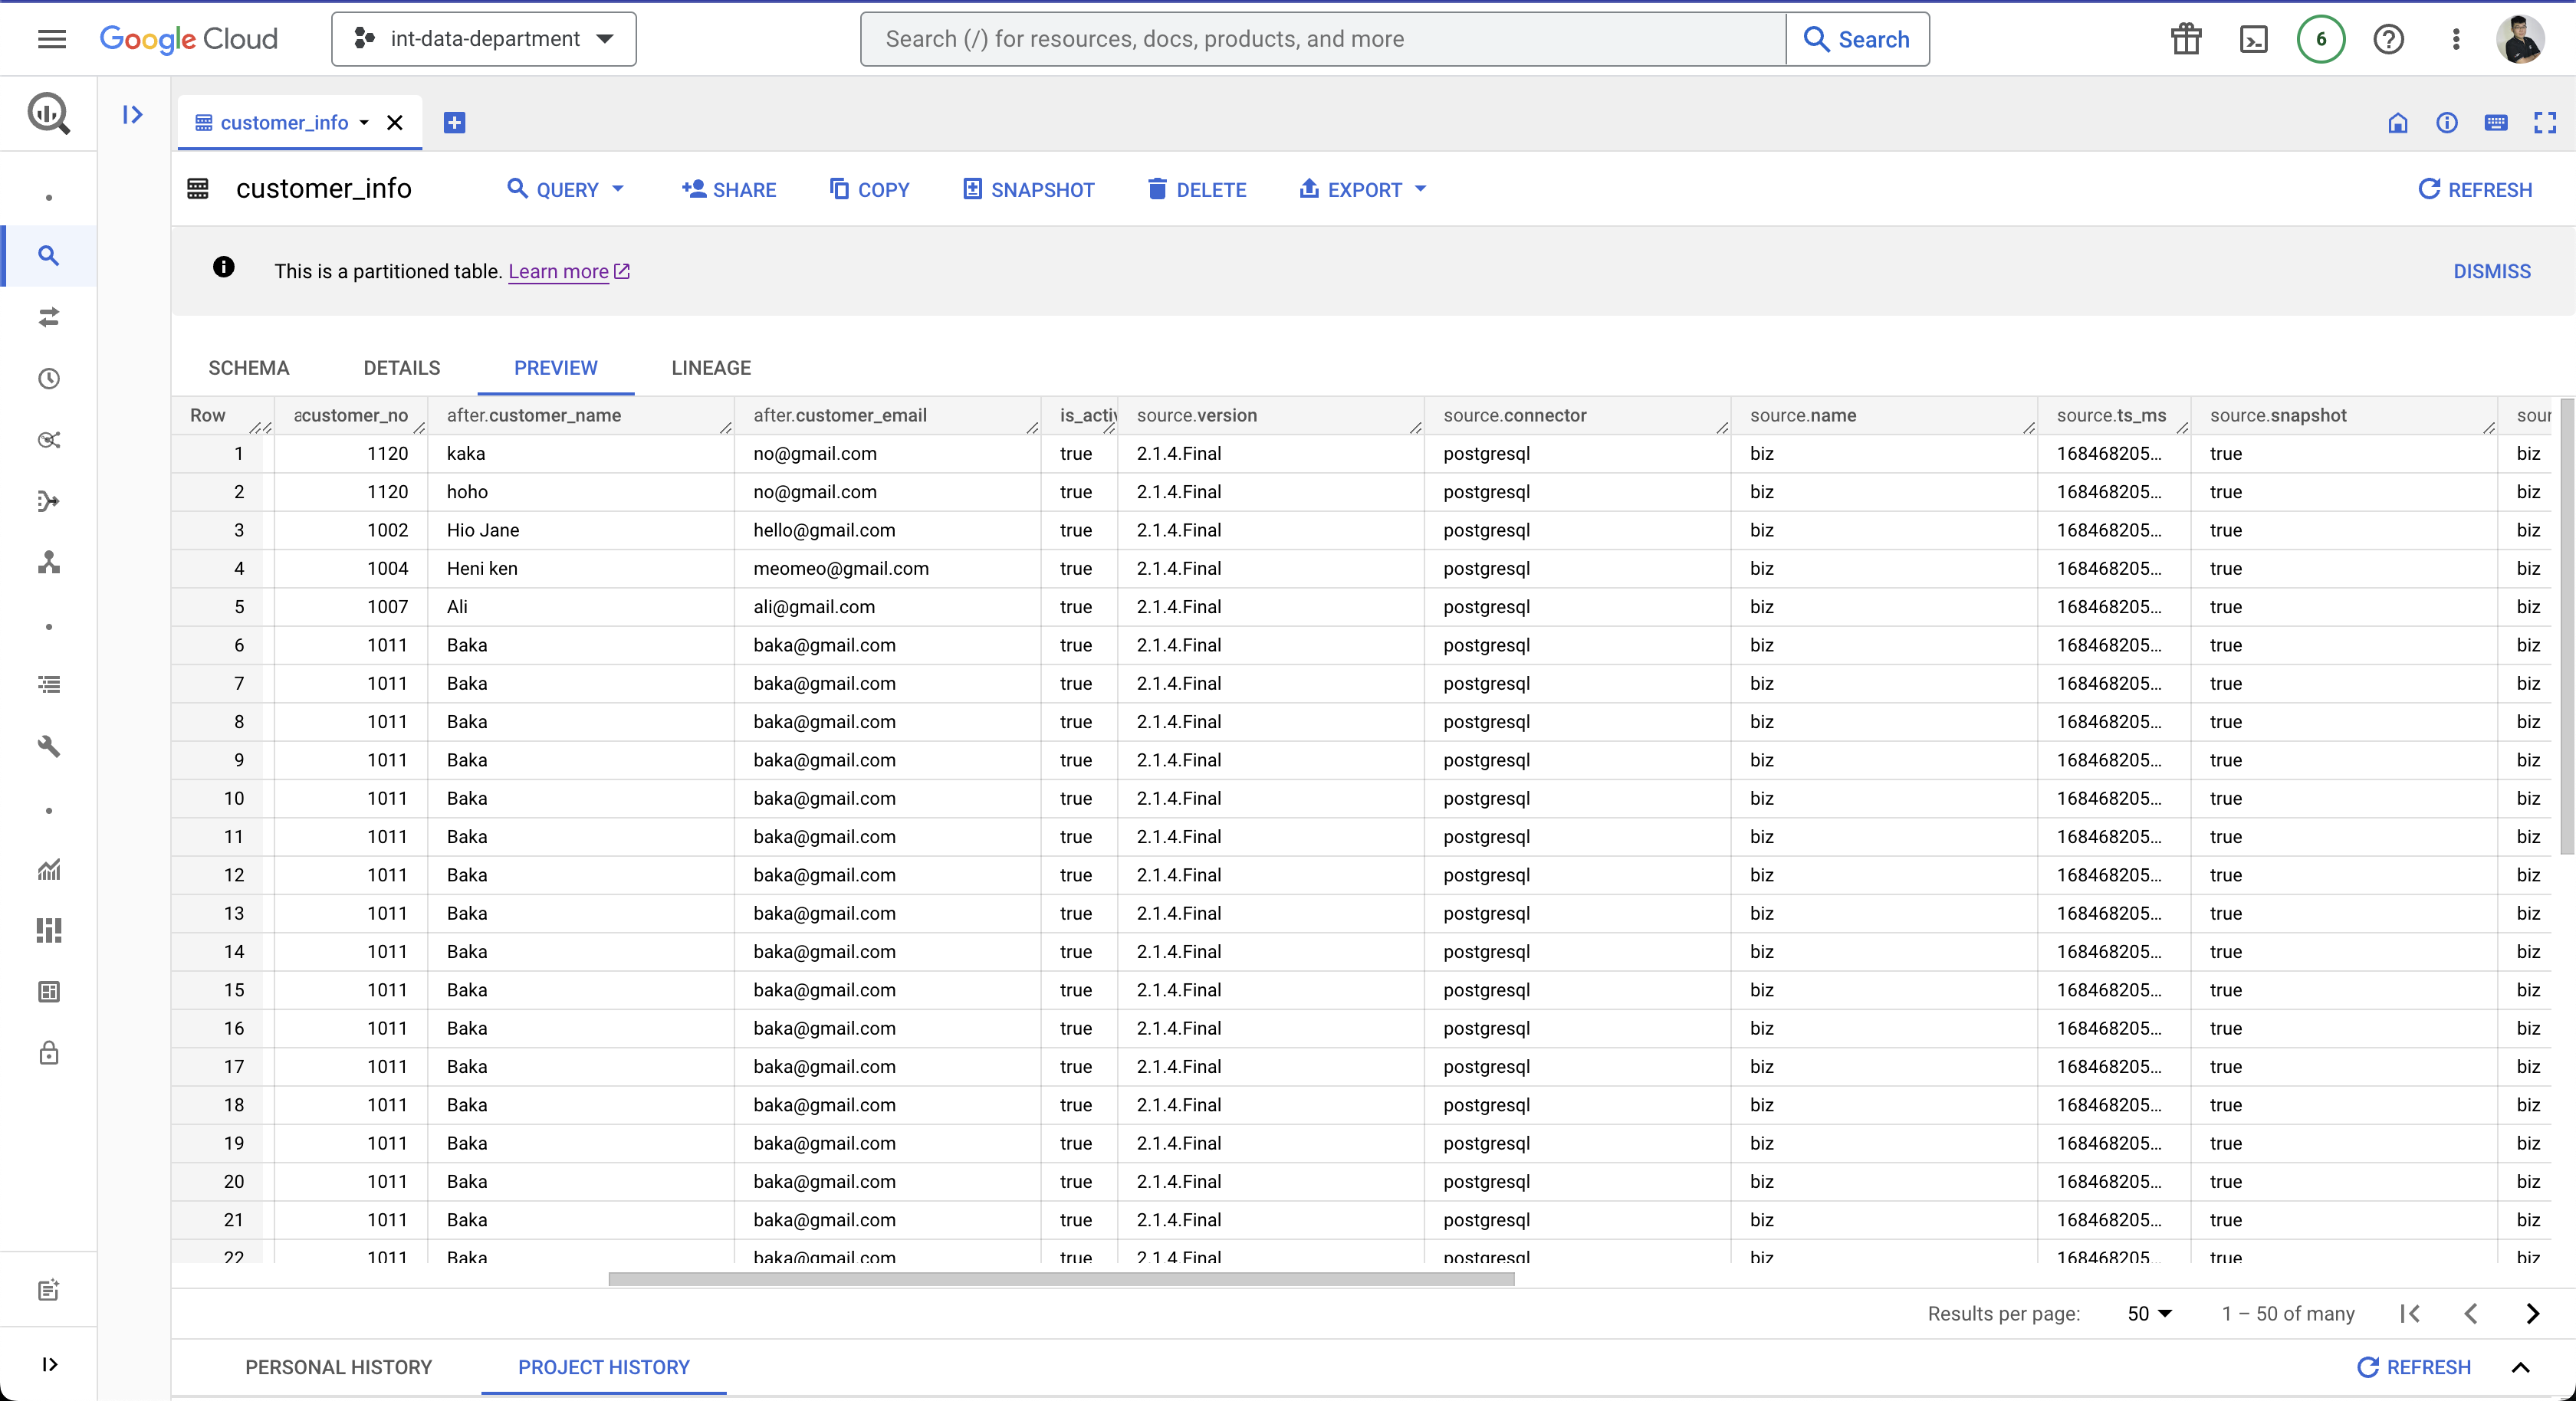 Google Cloud int-data-department Search (/) for resources, docs, products, and more Search 6
customer_info
customer_info QUERY SHARE COPY SNAPSHOT DELETE EXPORT REFRESH
This is a partitioned table. Learn more DISMISS
SCHEMA DETAILS PREVIEW LINEAGE
Row acustomer_no after.customer_name after.customer_email is_activ source.version source.connector source.name source.ts_ms source.snapshot sour
1 1120 kaka no@gmail.com true 2.1.4.Final postgresql biz 168468205... true biz
2 1120 hoho no@gmail.com true 2.1.4.Final postgresql biz 168468205... true biz
3 1002 Hio Jane hello@gmail.com true 2.1.4.Final postgresql biz 168468205... true biz
4 1004 Heni ken meomeo@gmail.com true 2.1.4.Final postgresql biz 168468205... true biz
5 1007 Ali ali@gmail.com true 2.1.4.Final postgresql biz 168468205... true biz
6 1011 Baka baka@gmail.com true 2.1.4.Final postgresql biz 168468205... true biz
7 1011 Baka baka@gmail.com true 2.1.4.Final postgresql biz 168468205... true biz
8 1011 Baka baka@gmail.com true 2.1.4.Final postgresql biz 168468205... true biz
9 1011 Baka baka@gmail.com true 2.1.4.Final postgresql biz 168468205... true biz
10 1011 Baka baka@gmail.com true 2.1.4.Final postgresql biz 168468205... true biz
11 1011 Baka baka@gmail.com true 2.1.4.Final postgresql biz 168468205... true biz
12 1011 Baka baka@gmail.com true 2.1.4.Final postgresql biz 168468205... true biz
13 1011 Baka baka@gmail.com true 2.1.4.Final postgresql biz 168468205... true biz
14 1011 Baka baka@gmail.com true 2.1.4.Final postgresql biz 168468205... true biz
15 1011 Baka baka@gmail.com true 2.1.4.Final postgresql biz 168468205... true biz
16 1011 Baka baka@gmail.com true 2.1.4.Final postgresql biz 168468205... true biz
17 1011 Baka baka@gmail.com true 2.1.4.Final postgresql biz 168468205... true biz
18 1011 Baka baka@gmail.com true 2.1.4.Final postgresql biz 168468205... true biz
19 1011 Baka baka@gmail.com true 2.1.4.Final postgresql biz 168468205... true biz
20 1011 Baka baka@gmail.com true 2.1.4.Final postgresql biz 168468205... true biz
21 1011 Baka baka@gmail.com true 2.1.4.Final postgresql biz 168468205... true biz
22 1011 Baka baka@gmail.com true 2.1.4.Final postgresql biz 168468205... true biz
Results per page: 50 1 – 50 of many
PERSONAL HISTORY PROJECT HISTORY REFRESH